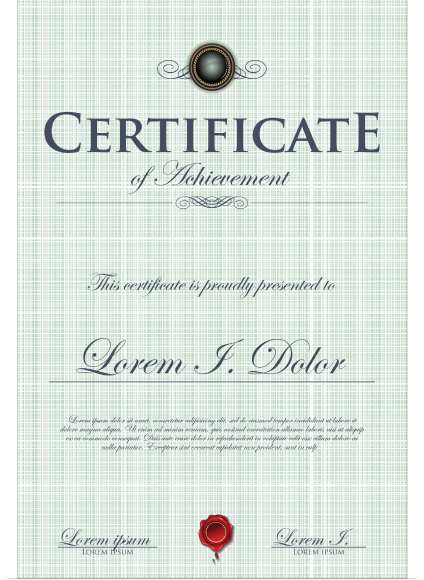 CERTIFICATE
of Achievement
This certificate is proudly presented to
Lorem I. Dolor
Lorem ipsum dolor sit amet, consectetur adipiscing elit, sed do eiusmod tempor incididunt ut labore et
dolore magna aliqua. Ut enim ad minim veniam, quis nostrud exercitation ullamco laboris nisi ut aliquip
ex ea commodo consequat. Duis aute irure dolor in reprehenderit in voluptate velit esse cillum dolore eu
nulla pariatur. Excepteur sint occaecat cupidatat non proident, sunt in culp
Lorem ipsum
LOREM IPSUM
Lorem I.
LOREM IPSUM